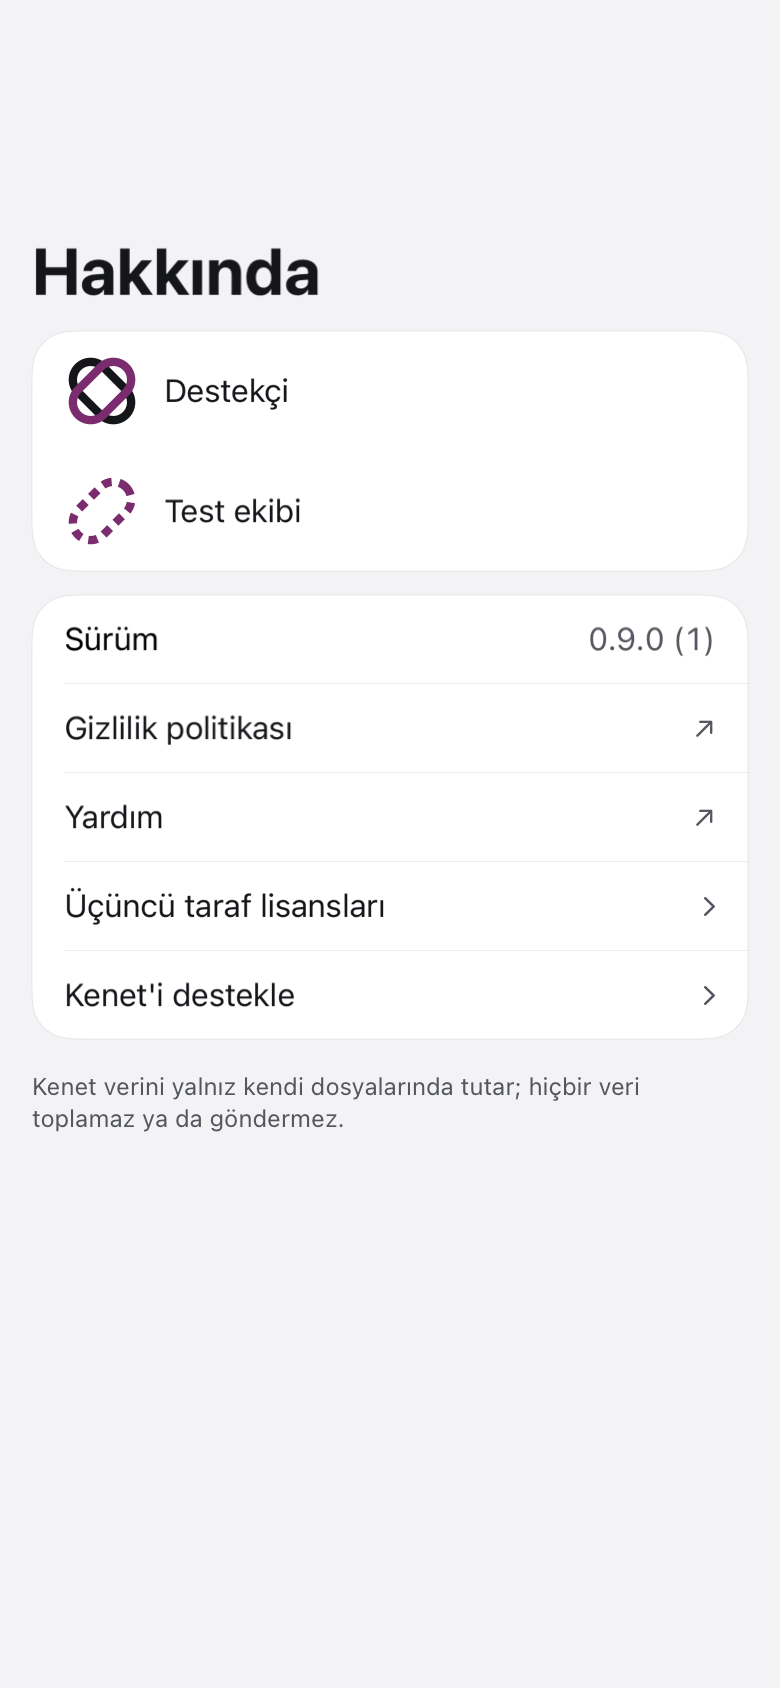 Hakkında
Destekçi
Test ekibi
Sürüm 0.9.0 (1)
Gizlilik politikası
Yardım
Üçüncü taraf lisansları
Kenet'i destekle
Kenet verini yalnız kendi dosyalarında tutar; hiçbir veri
toplamaz ya da göndermez.